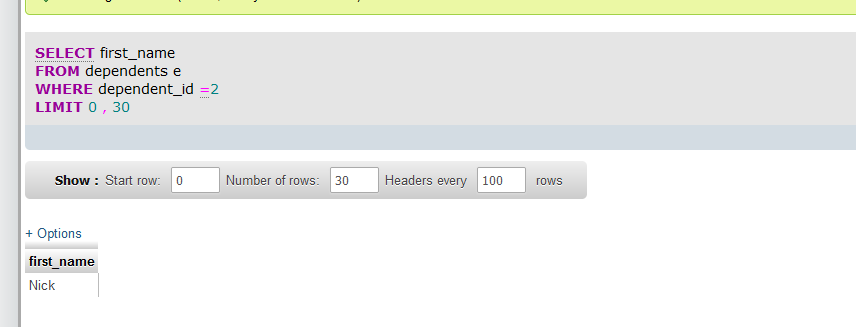 SELECT first_name
FROM dependents e
WHERE dependent_id =2
LIMIT 0 , 30
Show : Start row: 0 Number of rows: 30 Headers every 100 rows
+ Options
first_name
Nick